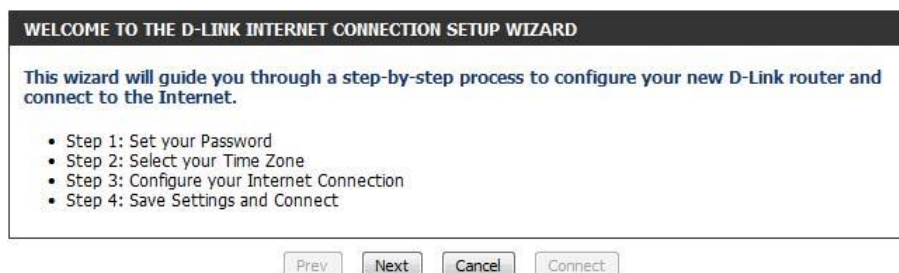 WELCOME TO THE D-LINK INTERNET CONNECTION SETUP WIZARD
This wizard will guide you through a step-by-step process to configure your new D-Link router and
connect to the Internet.
• Step 1: Set your Password
• Step 2: Select your Time Zone
• Step 3: Configure your Internet Connection
• Step 4: Save Settings and Connect
Prev Next Cancel Connect